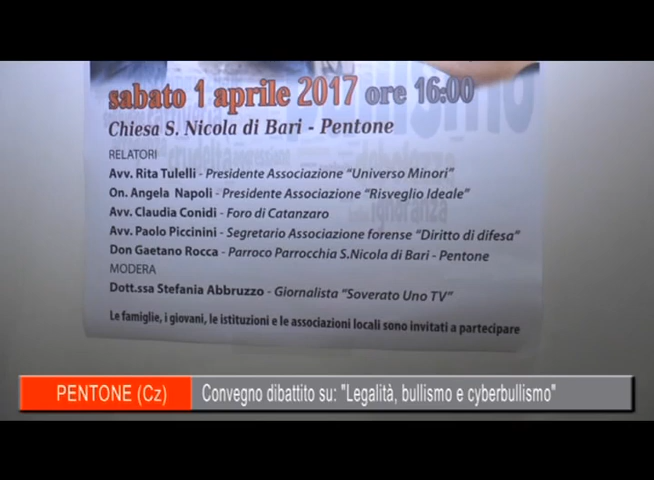 sabato 1 aprile 2017 ore 16:00
Chiesa S. Nicola di Bari - Pentone
RELATORI
Avv. Rita Tulelli - Presidente Associazione "Universo Minori"
On. Angela Napoli - Presidente Associazione "Risveglio Ideale"
Avv. Claudia Conidi - Foro di Catanzaro
Avv. Paolo Piccinini - Segretario Associazione forense "Diritto di difesa"
Don Gaetano Rocca - Parroco Parrocchia S.Nicola di Bari - Pentone
MODERA
Dott.ssa Stefania Abbruzzo - Giornalista "Soverato Uno TV"
Le famiglie, i giovani, le istituzioni e le associazioni locali sono invitati a partecipare
PENTONE (Cz) Convegno dibattito su: "Legalità, bullismo e cyberbullismo"